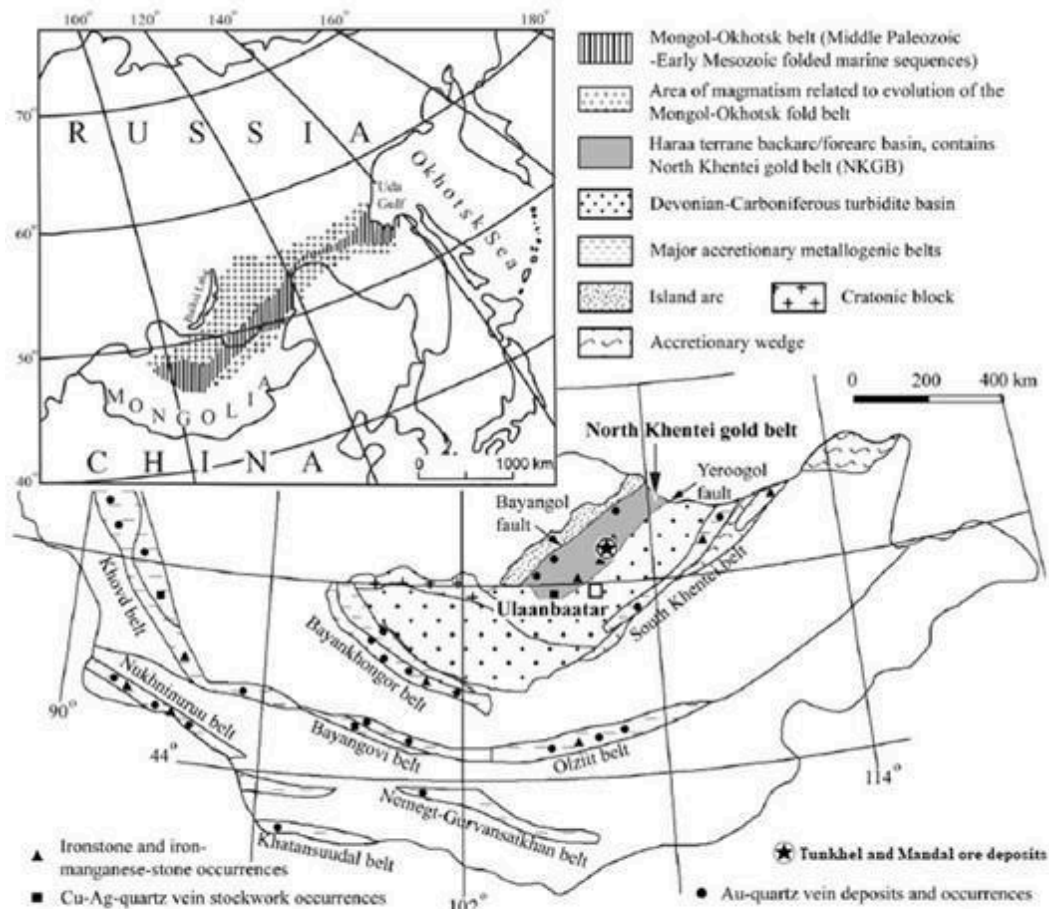 100°
120°
140°
160°
180°
70°
60°
50°
40°
RUSSIA
Okhotsk Sea
Uda
Gulf
MONGOLIA
CHINA
0 1000 km
Mongol-Okhotsk belt (Middle Paleozoic
-Early Mesozoic folded marine sequences)
Area of magmatism related to evolution of the
Mongol-Okhotsk fold belt
Haraa terrane backarc/forearc basin, contains
North Khentei gold belt (NKGB)
Devonian-Carboniferous turbidite basin
Major accretionary metallogenic belts
Island arc
Cratonic block
Accretionary wedge
0 200 400 km
North Khentei gold belt
Yeroogol
fault
Bayangol
fault
Khovd belt
Ulaanbaatar
South Khentei belt
Bayankhongor belt
Nukhninuruu belt
90°
44°
Bayangovi belt
Olziit belt
114°
Nemegt-Gurvansaikhan belt
Khatansuudal belt
102°
Ironstone and iron-
manganese-stone occurrences
Cu-Ag-quartz vein stockwork occurrences
Tunkhel and Mandal ore deposits
Au-quartz vein deposits and occurrences